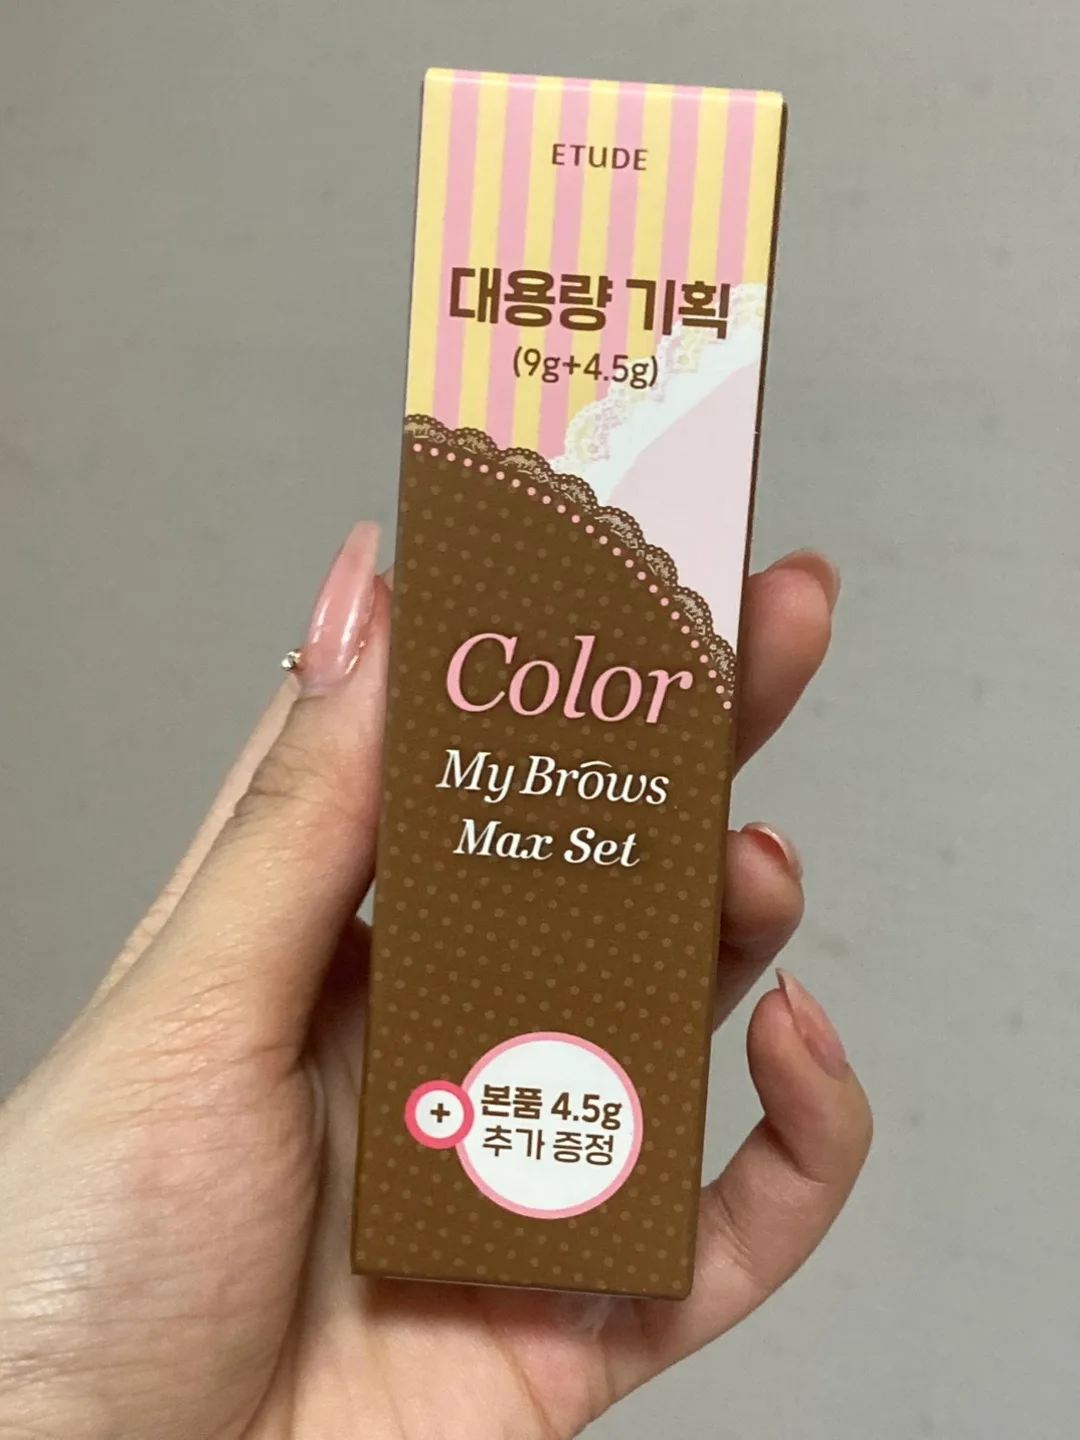 ETUDE
대용량 기획
(9g+4.5g)
Color
My Brows
Max Set
+
본품 4.5g
추가 증정